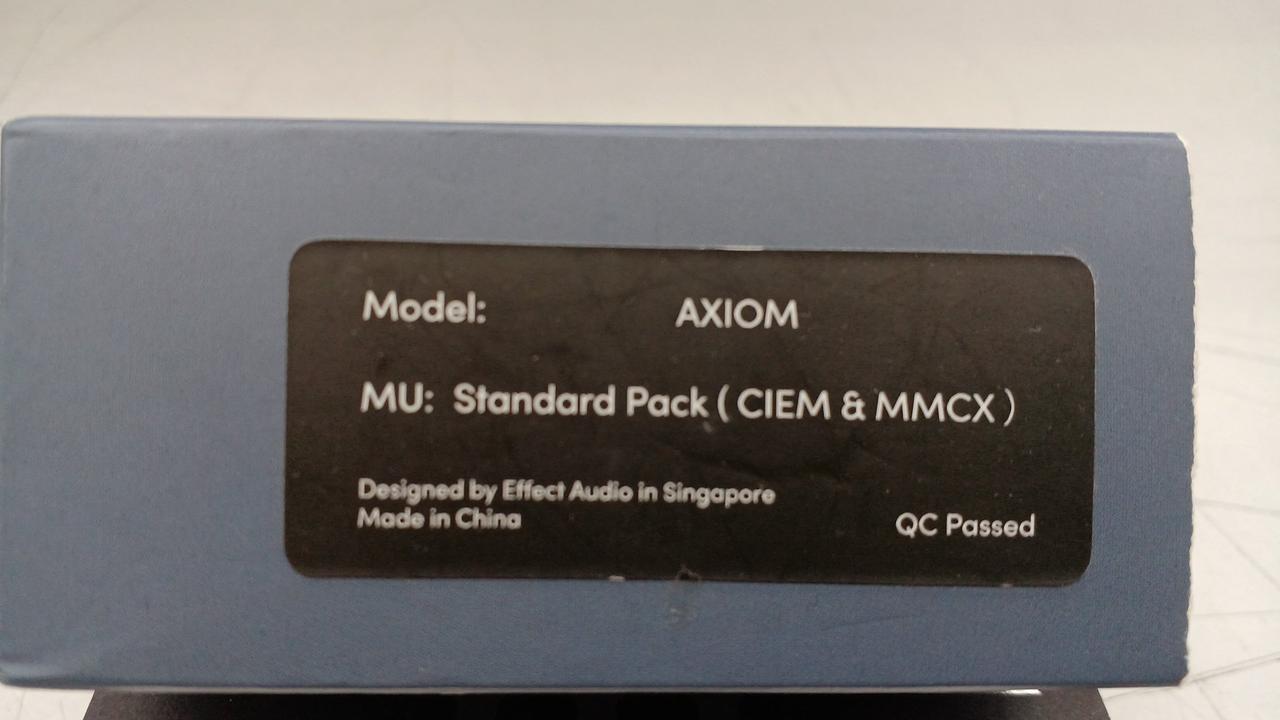 Model: AXIOM
MU: Standard Pack ( CIEM & MMCX )
Designed by Effect Audio in Singapore
Made in China
QC Passed